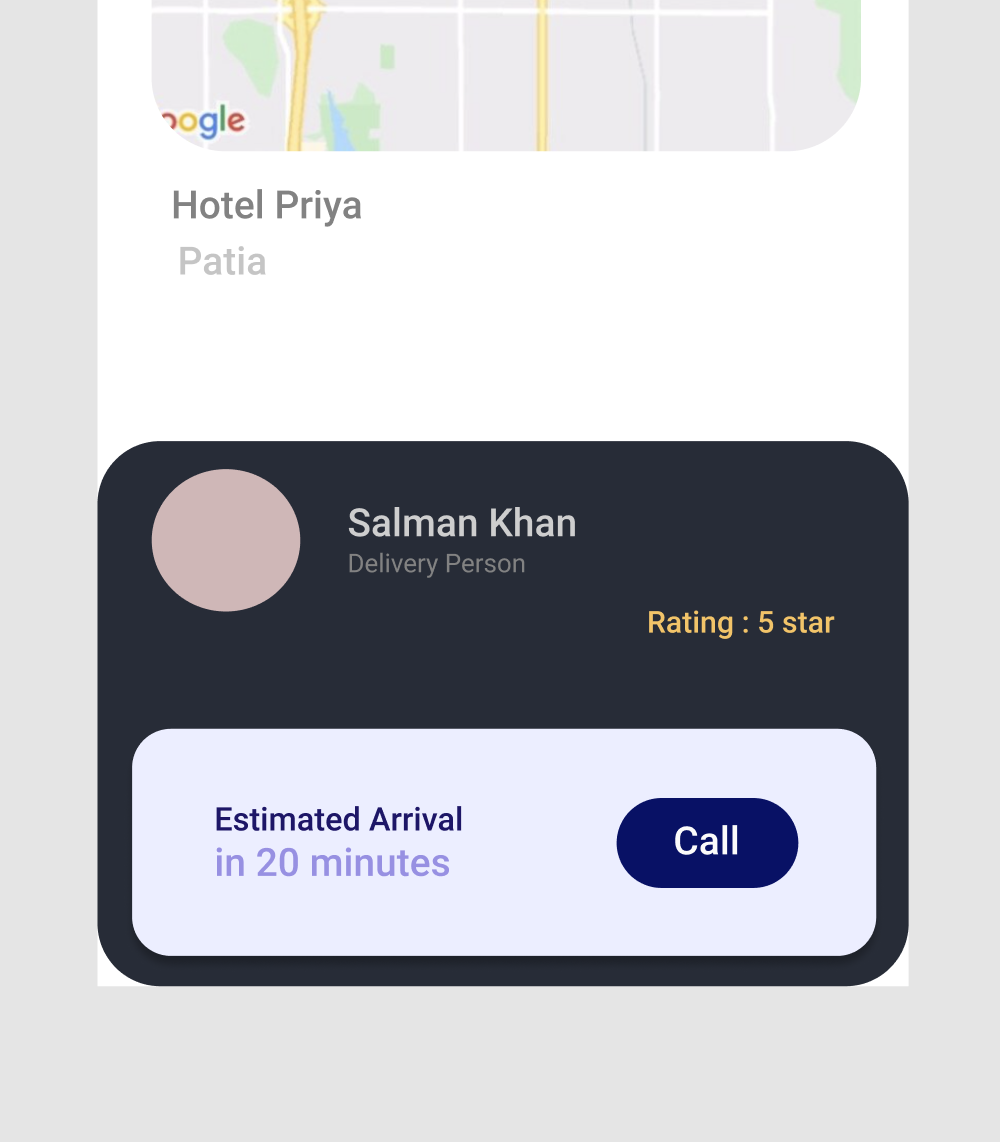 oogle
Hotel Priya
Patia
Salman Khan
Delivery Person
Rating : 5 star
Estimated Arrival
in 20 minutes
Call